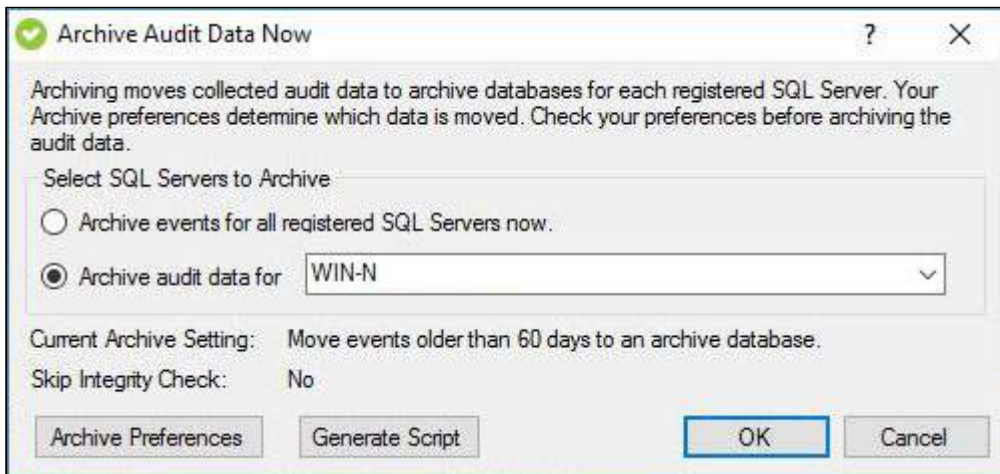 Archive Audit Data Now
?
Archiving moves collected audit data to archive databases for each registered SQL Server. Your
Archive preferences determine which data is moved. Check your preferences before archiving the
audit data.
Select SQL Servers to Archive
Archive events for all registered SQL Servers now.
Archive audit data for WIN-N
Current Archive Setting: Move events older than 60 days to an archive database.
Skip Integrity Check: No
Archive Preferences Generate Script OK Cancel